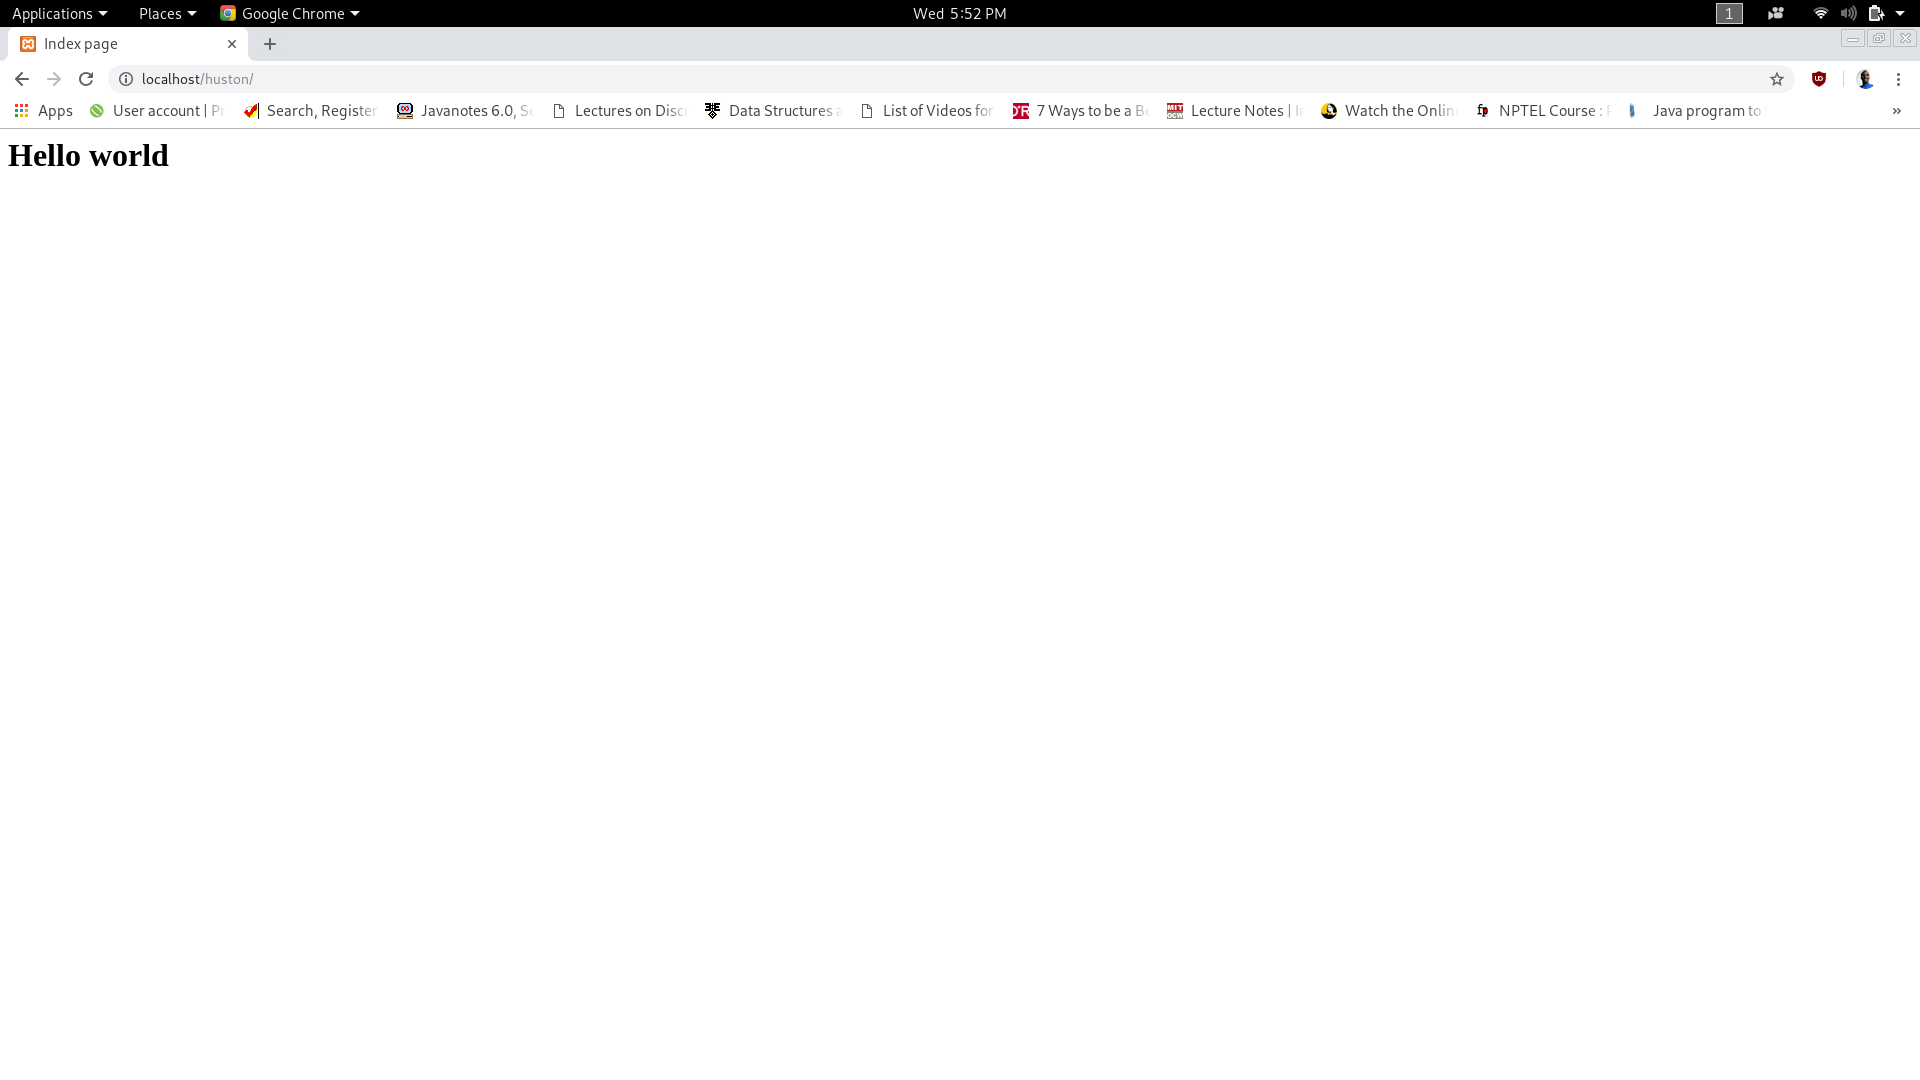 Applications Places Google Chrome Wed 5:52 PM 1
Index page
localhost/huston/
Apps User account | Pr Search, Register Javanotes 6.0, Se Lectures on Disc Data Structures a List of Videos for 7 Ways to be a Be Lecture Notes | I Watch the Onlin NPTEL Course : F Java program to
Hello world